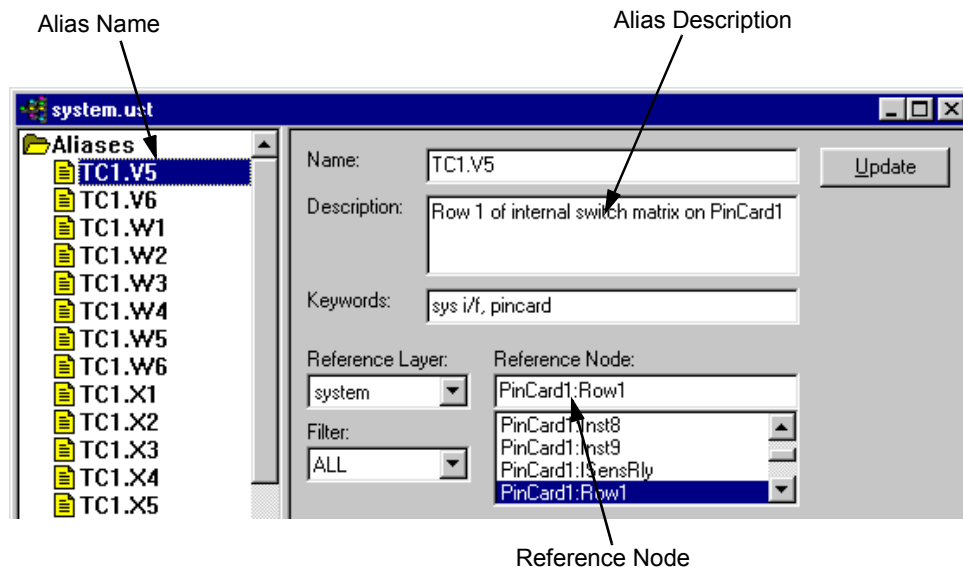 Alias Name
Alias Description
system.ust
Aliases
TC1.V5
TC1.V6
TC1.W1
TC1.W2
TC1.W3
TC1.W4
TC1.W5
TC1.W6
TC1.X1
TC1.X2
TC1.X3
TC1.X4
TC1.X5
Name:
TC1.V5
Update
Description:
Row 1 of internal switch matrix on PinCard1
Keywords:
sys i/f, pincard
Reference Layer:
Reference Node:
system
PinCard1:Row1
Filter:
ALL
PinCard1:Inst8
PinCard1:Inst9
PinCard1:ISensRly
PinCard1:Row1
Reference Node